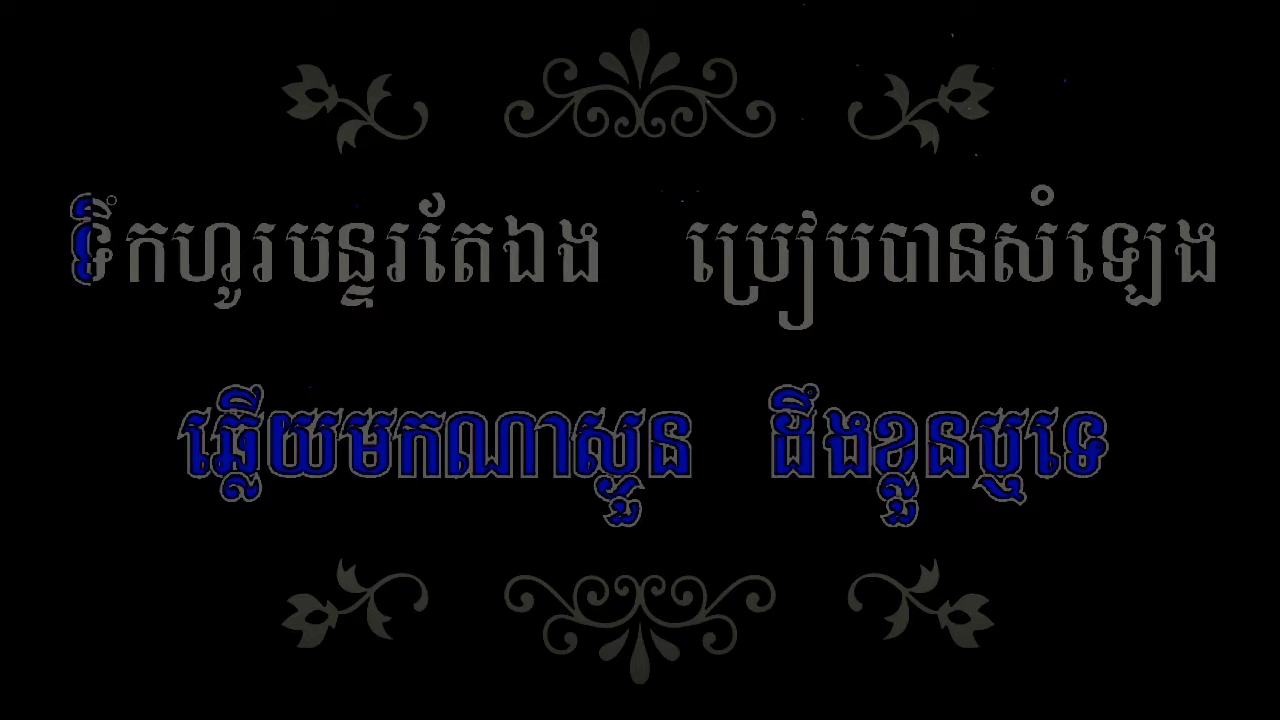 ទឹកហូរបន្ទរតែឯង ប្រៀបបានសំឡេង
ឆ្លើយមកណាស្ងួន ដឹងខ្លួនឬទេ